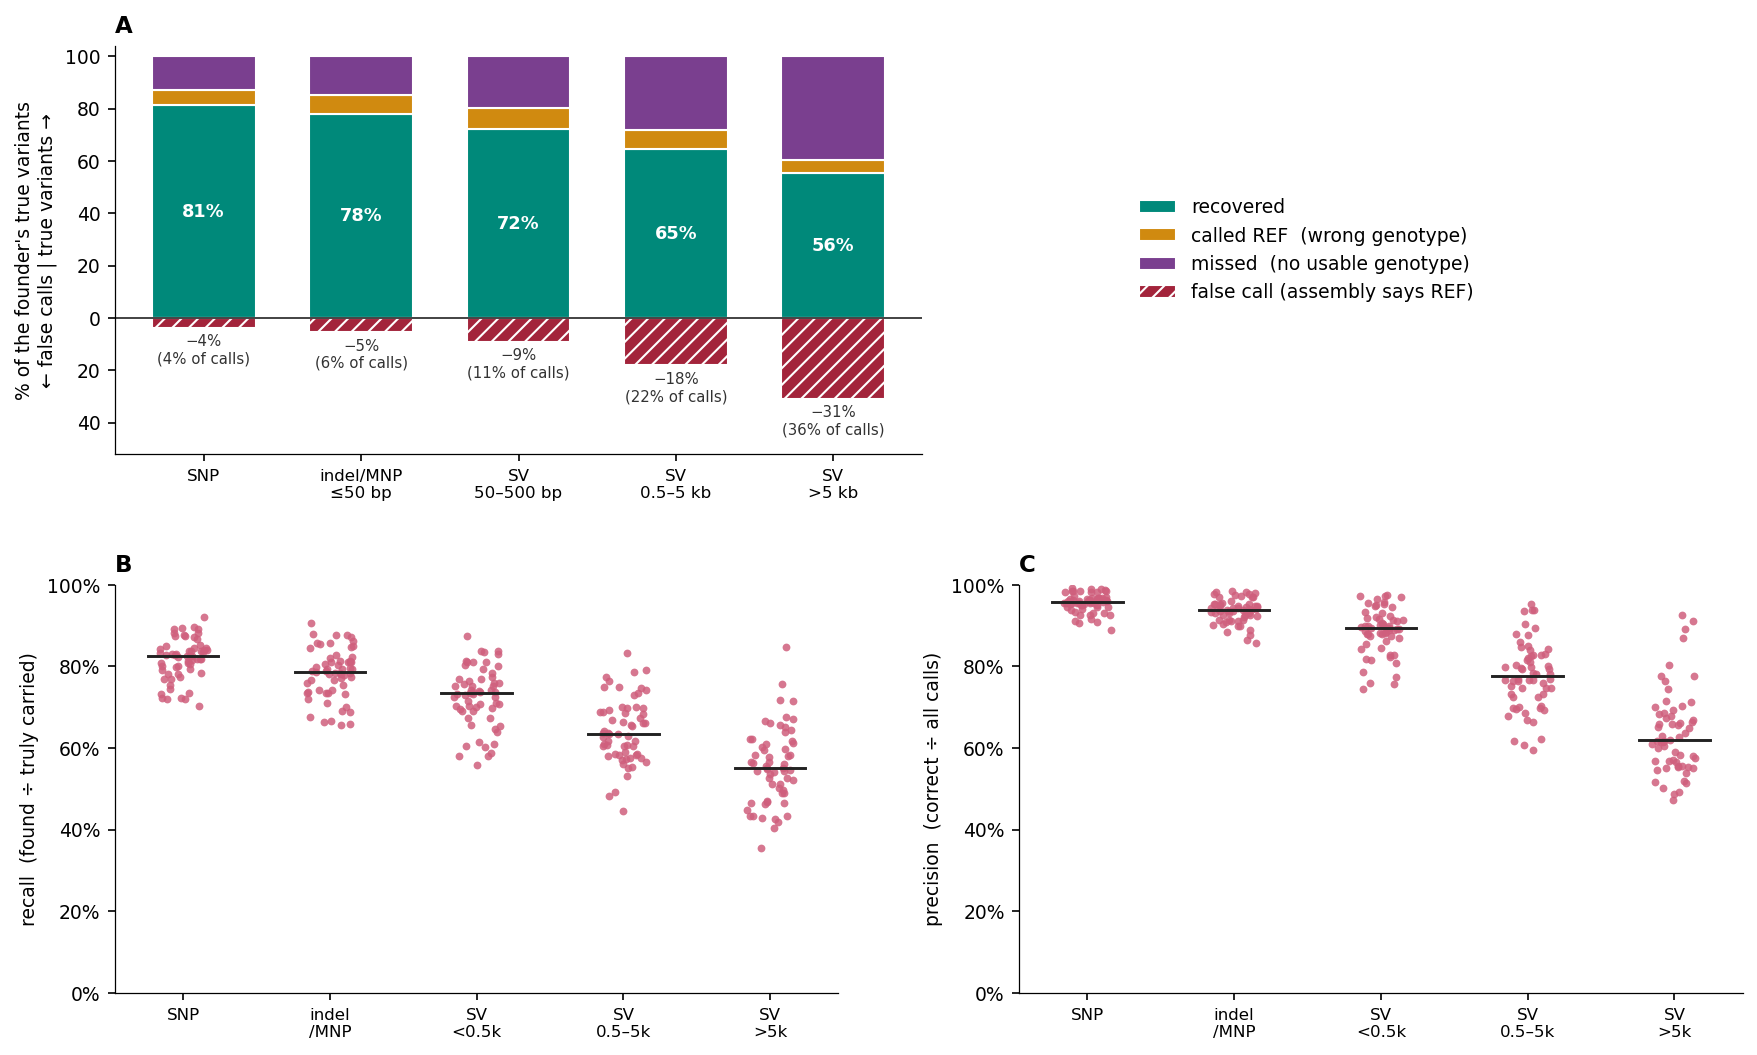 A
% of the founder's true variants
← false calls | true variants →
100
80
60
40
20
0
20
40
81%
78%
72%
65%
56%
−4%
(4% of calls)
−5%
(6% of calls)
−9%
(11% of calls)
−18%
(22% of calls)
−31%
(36% of calls)
SNP
indel/MNP
≤50 bp
SV
50–500 bp
SV
0.5–5 kb
SV
>5 kb
recovered
called REF (wrong genotype)
missed (no usable genotype)
false call (assembly says REF)
B
recall (found ÷ truly carried)
100%
80%
60%
40%
20%
0%
SNP
indel
/MNP
SV
<0.5k
SV
0.5–5k
SV
>5k
C
precision (correct ÷ all calls)
100%
80%
60%
40%
20%
0%
SNP
indel
/MNP
SV
<0.5k
SV
0.5–5k
SV
>5k